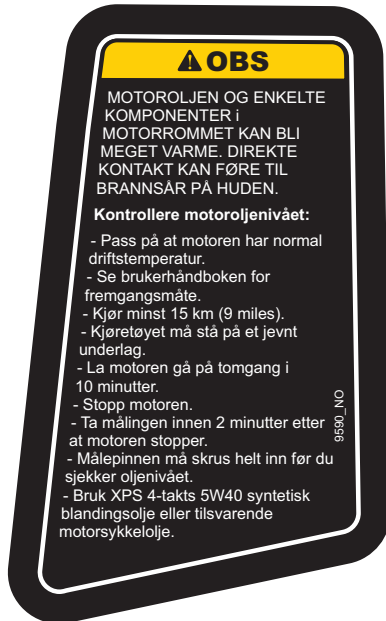 OBS
MOTOROLJEN OG ENKELTE
KOMPONENTER i
MOTORROMMET KAN BLI
MEGET VARME. DIREKTE
KONTAKT KAN FØRE TIL
BRANNSÅR PÅ HUDEN.
Kontrollere motoroljenivået:
- Pass på at motoren har normal
driftstemperatur.
- Se brukerhåndboken for
fremgangsmåte.
- Kjør minst 15 km (9 miles).
- Kjøretøyet må stå på et jevnt
underlag.
- La motoren gå på tomgang i
10 minutter.
- Stopp motoren.
- Ta målingen innen 2 minutter etter
at motoren stopper.
- Målepinnen må skrus helt inn før du
sjekker oljenivået.
- Bruk XPS 4-takts 5W40 syntetisk
blandingsolje eller tilsvarende
motorsykkelolje.
9590_NO